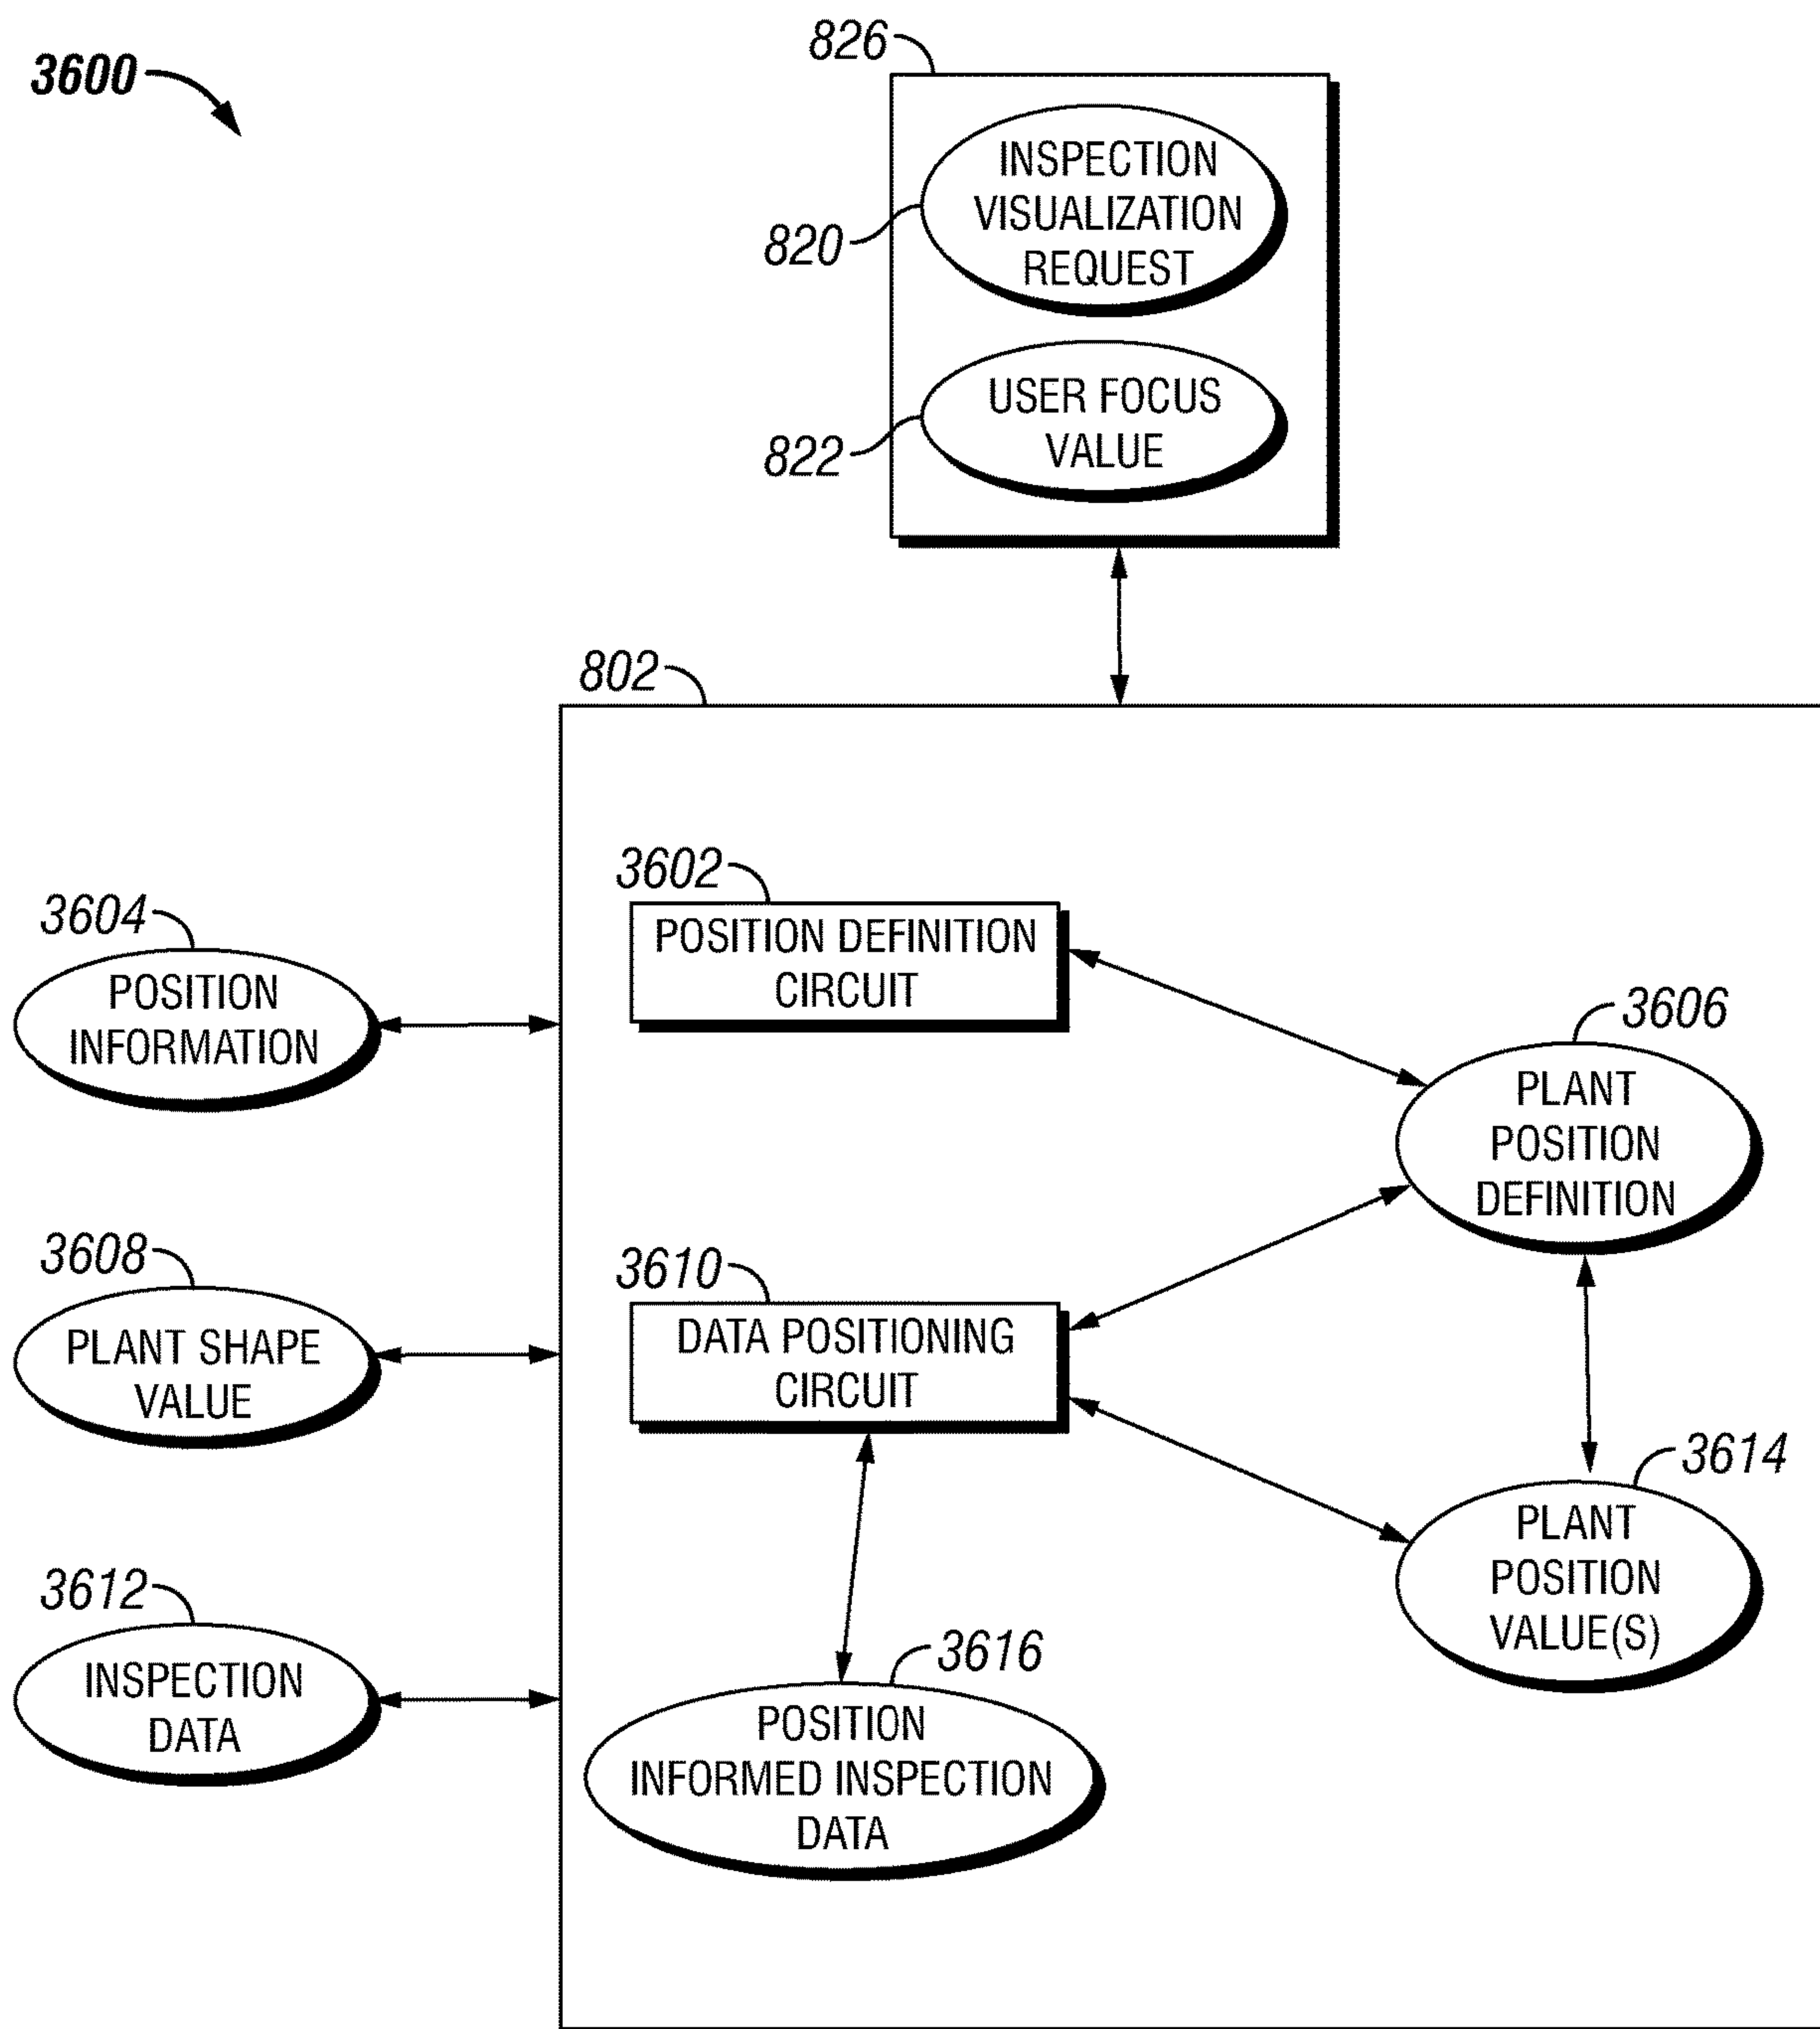 3600
826
INSPECTION
VISUALIZATION
REQUEST
820
USER FOCUS
VALUE
822
802
3602
POSITION DEFINITION
CIRCUIT
3604
POSITION
INFORMATION
3606
PLANT
POSITION
DEFINITION
3608
PLANT SHAPE
VALUE
3610
DATA POSITIONING
CIRCUIT
3614
PLANT
POSITION
VALUE(S)
3612
INSPECTION
DATA
3616
POSITION
INFORMED INSPECTION
DATA